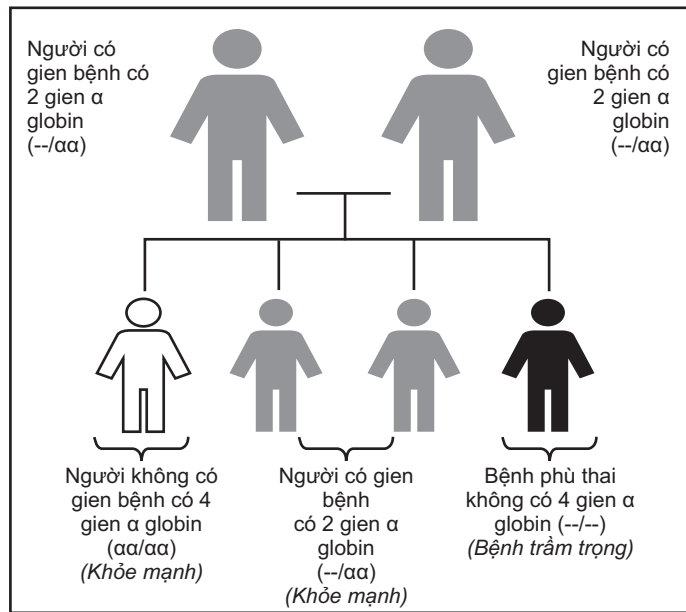 Người có
gien bệnh có
2 gien α
globin
(--/αα)
Người có
gien bệnh có
2 gien α
globin
(--/αα)
Người không có
gien bệnh có 4
gien α globin
(αα/αα)
(Khỏe mạnh)
Người có gien
bệnh
có 2 gien α
globin
(--/αα)
(Khỏe mạnh)
Bệnh phù thai
không có 4 gien α
globin (--/--)
(Bệnh trầm trọng)